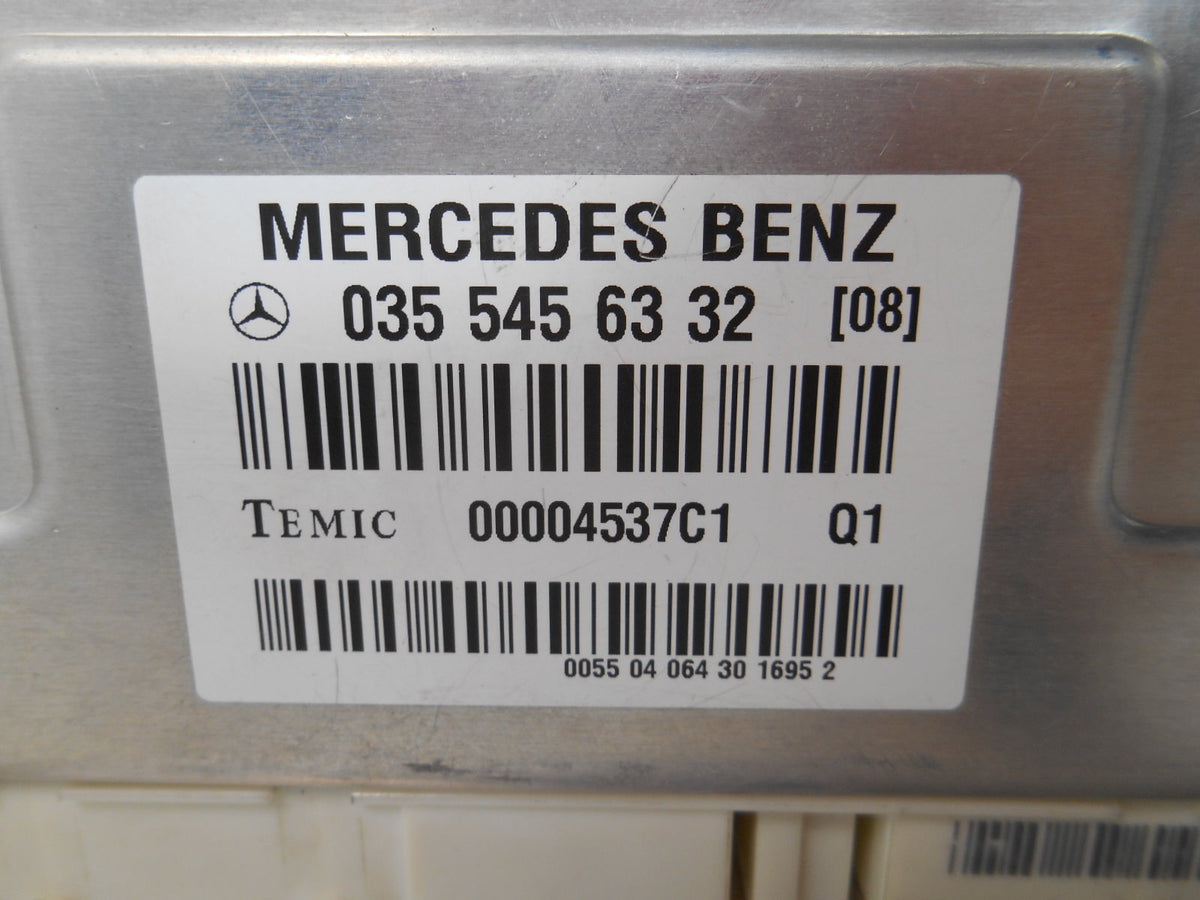 MERCEDES BENZ
035 545 63 32 [08]
TEMIC 00004537C1 Q1
0055 04 064 30 1695 2